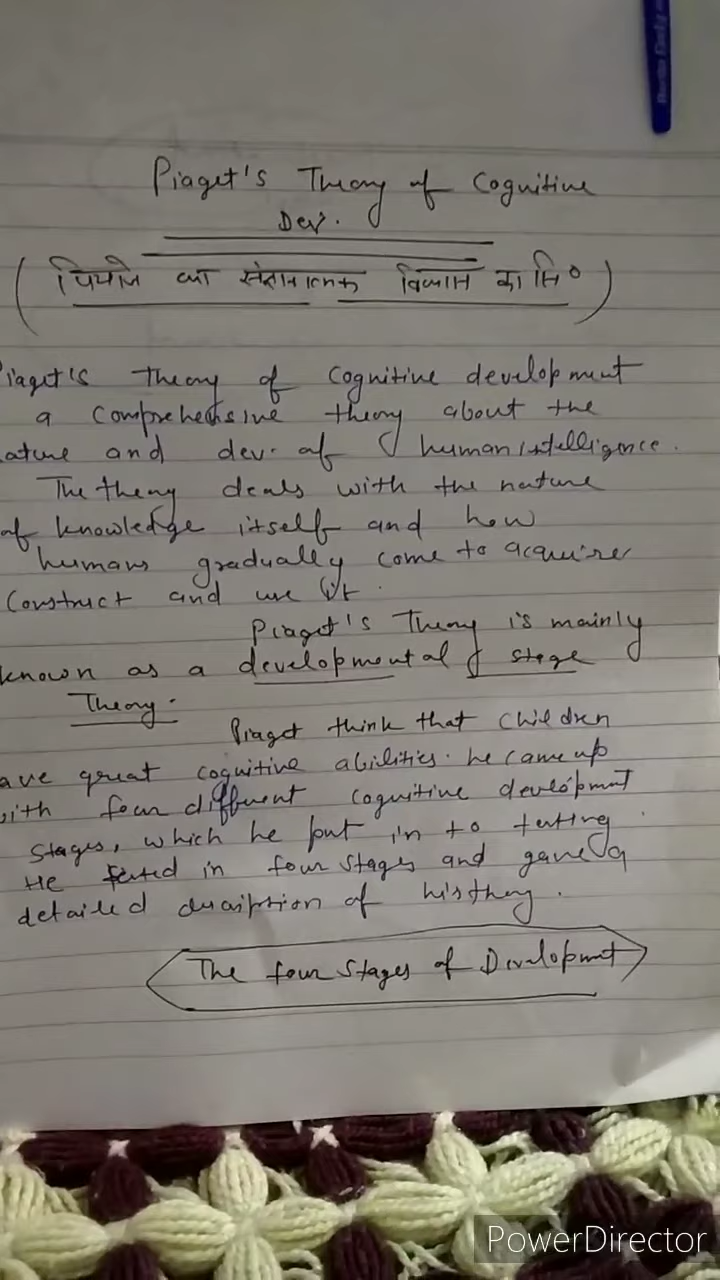 Piaget's Theory of Cognitive
Dev.
(पियाजे का संज्ञानात्मक विकास का सि०)
Piaget's theory of cognitive development
a comprehensive theory about the
ature and dev. of human intelligence.
The theory deals with the nature
of knowledge itself and how
humans gradually come to acquire
construct and use it.
Piaget's Theory is mainly
known as a developmental stage
Theory.
Piaget think that children
ave great cognitive abilities. he came up
with four different cognitive development
stages, which he put in to testing.
He in four stages and gave a
detailed description of his theory.
The four stages of Development
PowerDirector